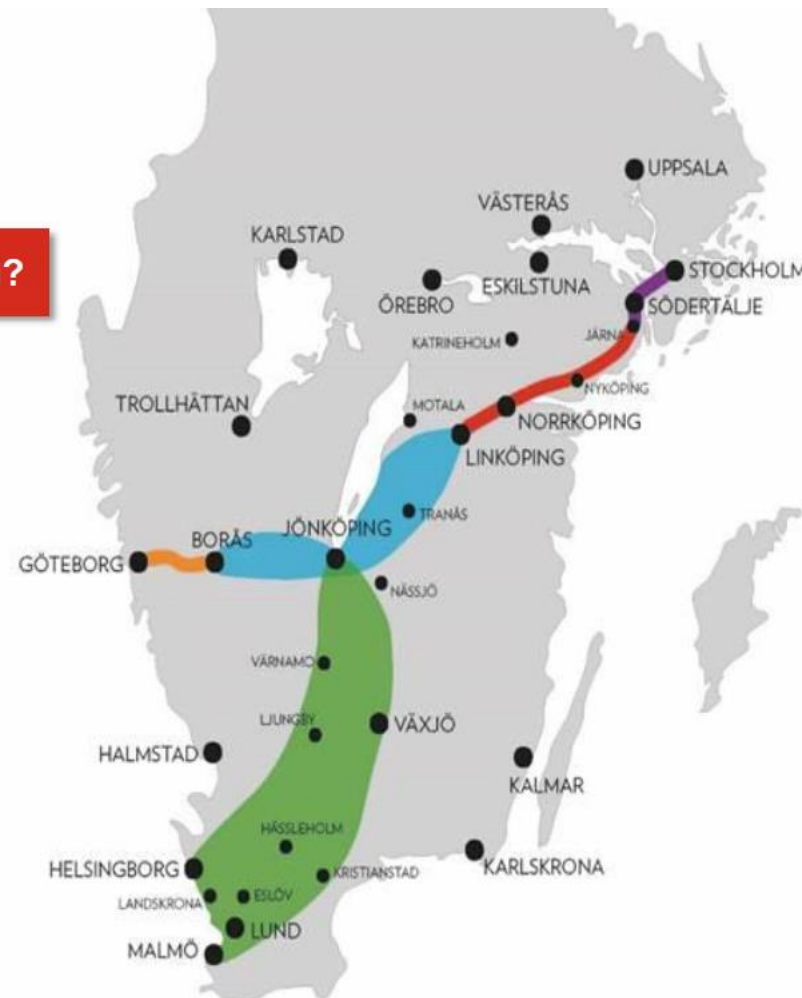 UPPSALA
VÄSTERÅS
KARLSTAD
?
STOCKHOLM
ESKILSTUNA
ÖREBRO
SÖDERTÄLJE
JÄRNA
KATRINEHOLM
NYKÖPING
TROLLHÄTTAN
MOTALA
NORRKÖPING
LINKÖPING
TRANÅS
JÖNKÖPING
BORÅS
GÖTEBORG
NÄSSJÖ
VÄRNAMO
LJUNGBY
VÄXJÖ
HALMSTAD
KALMAR
HÄSSLEHOLM
HELSINGBORG
KRISTIANSTAD
KARLSKRONA
LANDSKRONA
ESLÖV
LUND
MALMÖ